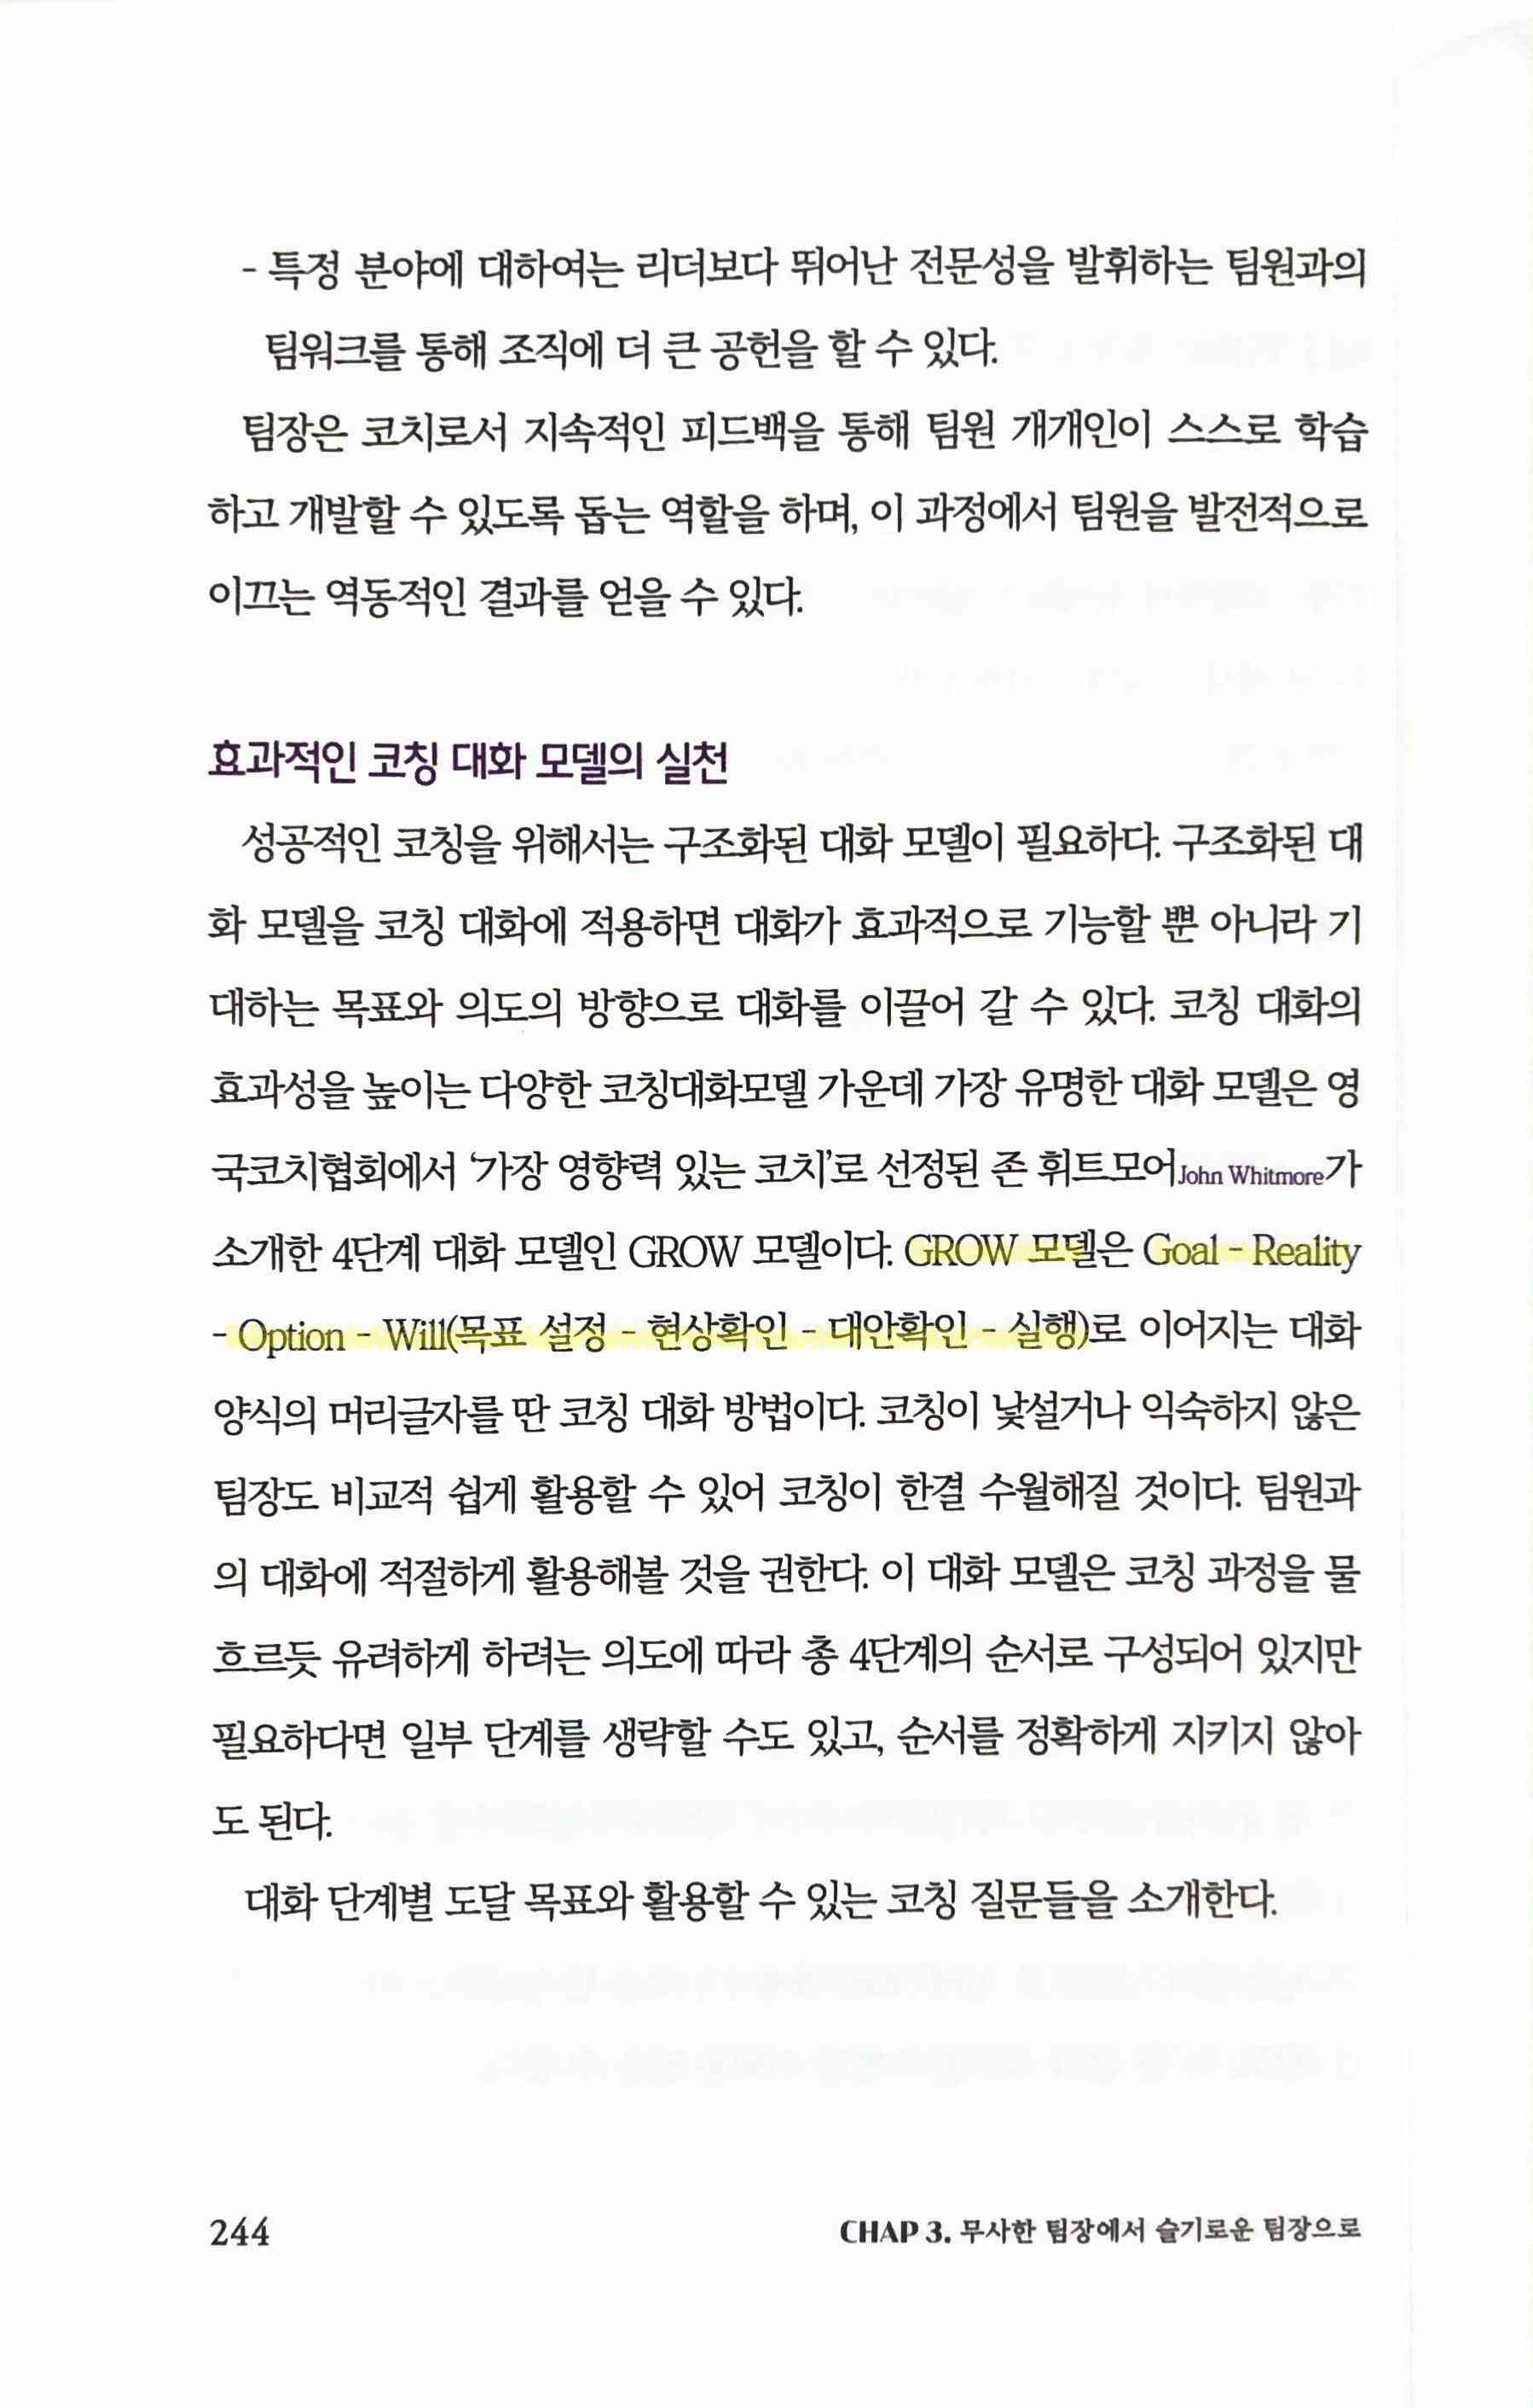 - 특정 분야에 대하여는 리더보다 뛰어난 전문성을 발휘하는 팀원과의
팀워크를 통해 조직에 더 큰 공헌을 할 수 있다.
팀장은 코치로서 지속적인 피드백을 통해 팀원 개개인이 스스로 학습
하고 개발할 수 있도록 돕는 역할을 하며, 이 과정에서 팀원을 발전적으로
이끄는 역동적인 결과를 얻을 수 있다.
효과적인 코칭 대화 모델의 실천
성공적인 코칭을 위해서는 구조화된 대화 모델이 필요하다. 구조화된 대
화 모델을 코칭 대화에 적용하면 대화가 효과적으로 기능할 뿐 아니라 기
대하는 목표와 의도의 방향으로 대화를 이끌어 갈 수 있다. 코칭 대화의
효과성을 높이는 다양한 코칭대화모델 가운데 가장 유명한 대화 모델은 영
국코치협회에서 ‘가장 영향력 있는 코치’로 선정된 존 휘트모어John Whitmore가
소개한 4단계 대화 모델인 GROW 모델이다. GROW 모델은 Goal - Reality
- Option - Will(목표 설정 - 현상확인 - 대안확인 - 실행)로 이어지는 대화
양식의 머리글자를 딴 코칭 대화 방법이다. 코칭이 낯설거나 익숙하지 않은
팀장도 비교적 쉽게 활용할 수 있어 코칭이 한결 수월해질 것이다. 팀원과
의 대화에 적절하게 활용해볼 것을 권한다. 이 대화 모델은 코칭 과정을 물
흐르듯 유려하게 하려는 의도에 따라 총 4단계의 순서로 구성되어 있지만
필요하다면 일부 단계를 생략할 수도 있고, 순서를 정확하게 지키지 않아
도 된다.
대화 단계별 도달 목표와 활용할 수 있는 코칭 질문들을 소개한다.
244
CHAP 3. 무사한 팀장에서 슬기로운 팀장으로